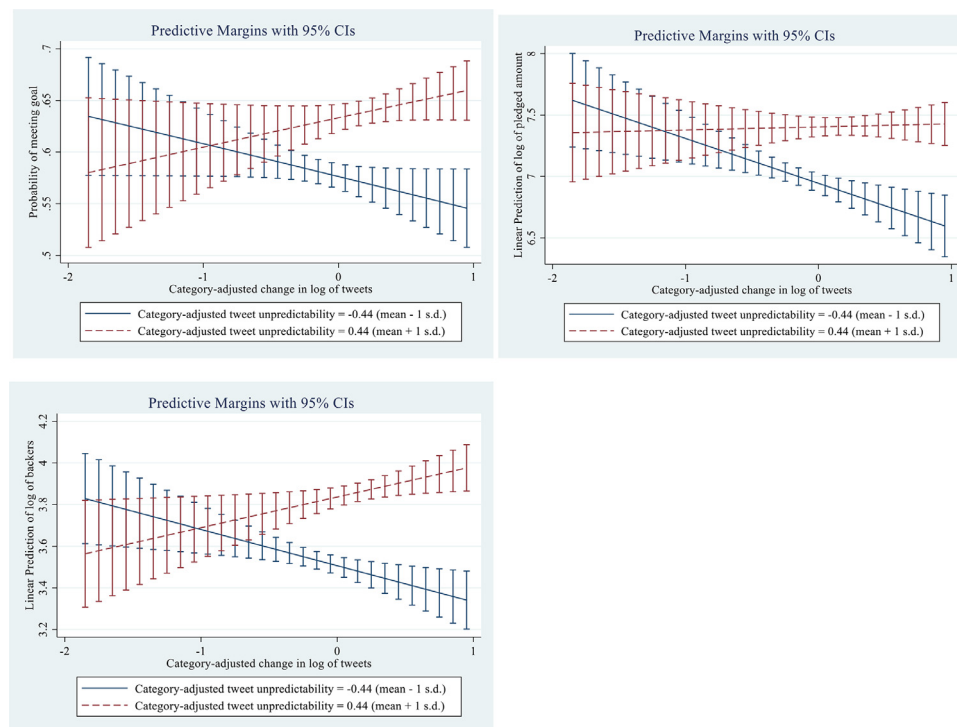 Predictive Margins with 95% CIs
Probability of meeting goal
.7
.65
.6
.55
.5
-2 -1 0 1
Category-adjusted change in log of tweets
Category-adjusted tweet unpredictability = -0.44 (mean - 1 s.d.)
Category-adjusted tweet unpredictability = 0.44 (mean + 1 s.d.)
Predictive Margins with 95% CIs
Linear Prediction of log of pledged amount
8
7.5
7
6.5
-2 -1 0 1
Category-adjusted change in log of tweets
Category-adjusted tweet unpredictability = -0.44 (mean - 1 s.d.)
Category-adjusted tweet unpredictability = 0.44 (mean + 1 s.d.)
Predictive Margins with 95% CIs
Linear Prediction of log of backers
4.2
4
3.8
3.6
3.4
3.2
-2 -1 0 1
Category-adjusted change in log of tweets
Category-adjusted tweet unpredictability = -0.44 (mean - 1 s.d.)
Category-adjusted tweet unpredictability = 0.44 (mean + 1 s.d.)